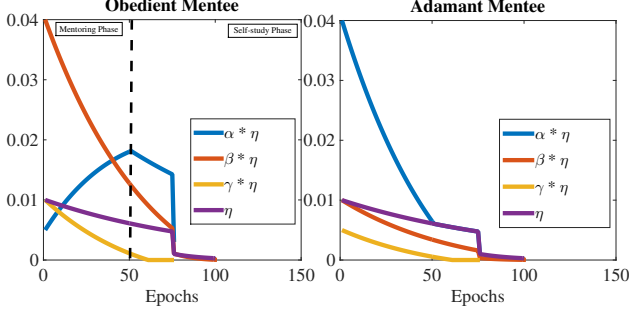 Obedient Mentee
Mentoring Phase
Self-study Phase
0.04
0.03
0.02
0.01
0
0
50
100
150
Epochs
α * η
β * η
γ * η
η
Adamant Mentee
0.04
0.03
0.02
0.01
0
0
50
100
150
Epochs
α * η
β * η
γ * η
η